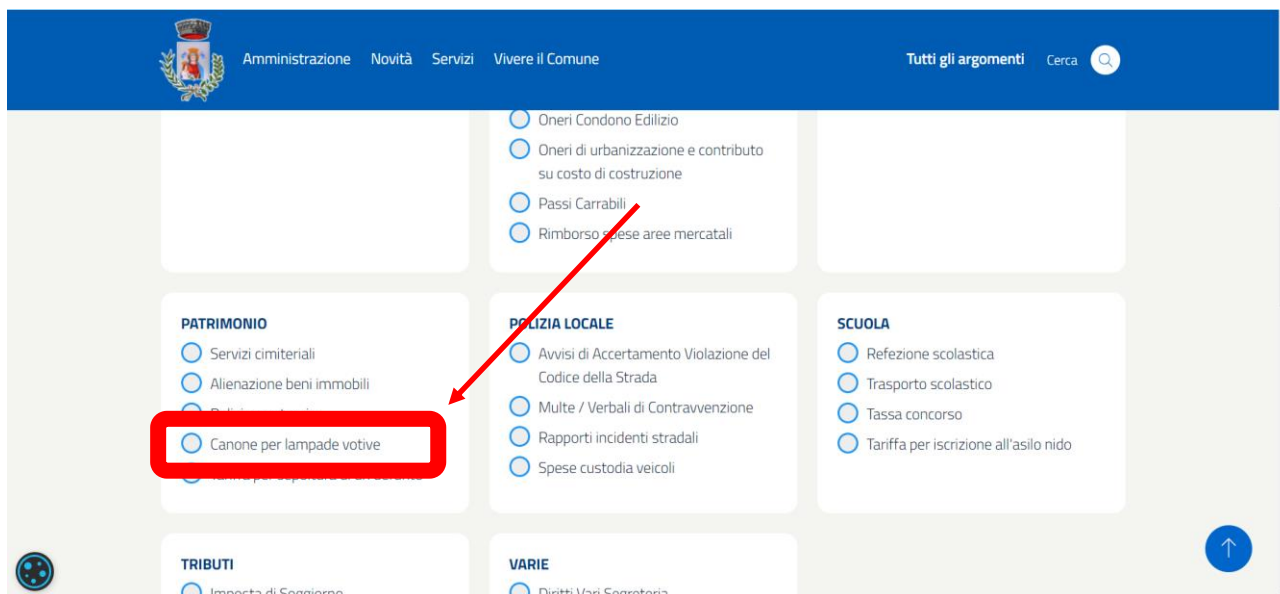 Amministrazione Novità Servizi Vivere il Comune Tutti gli argomenti Cerca
Oneri Condono Edilizio
Oneri di urbanizzazione e contributo
su costo di costruzione
Passi Carrabili
Rimborso spese aree mercatali
PATRIMONIO
Servizi cimiteriali
Alienazione beni immobili
Canone per lampade votive
POLIZIA LOCALE
Avvisi di Accertamento Violazione del
Codice della Strada
Multe / Verbali di Contravvenzione
Rapporti incidenti stradali
Spese custodia veicoli
SCUOLA
Refezione scolastica
Trasporto scolastico
Tassa concorso
Tariffa per iscrizione all'asilo nido
TRIBUTI
Imposta di Soggiorno
VARIE
Diritti Vari Segreteria